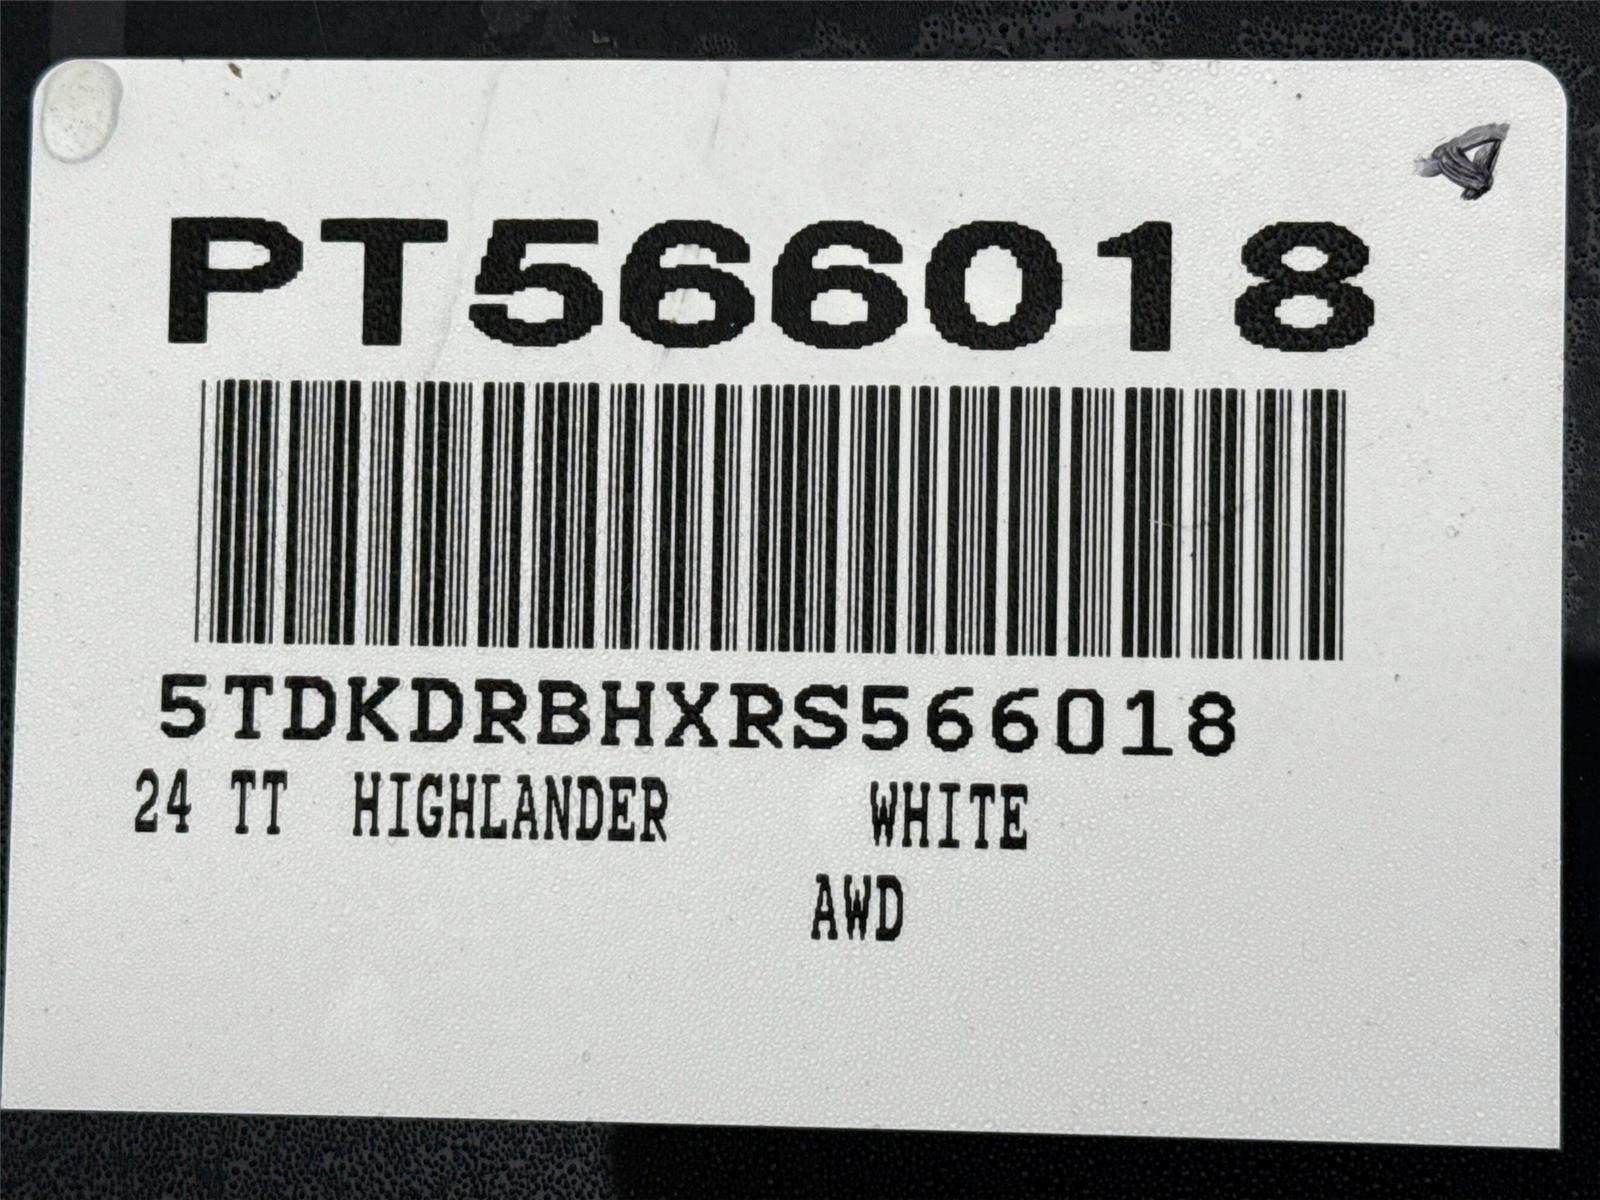 PT566018
5TDKDRBHXRS566018
24 TT HIGHLANDER WHITE
AWD